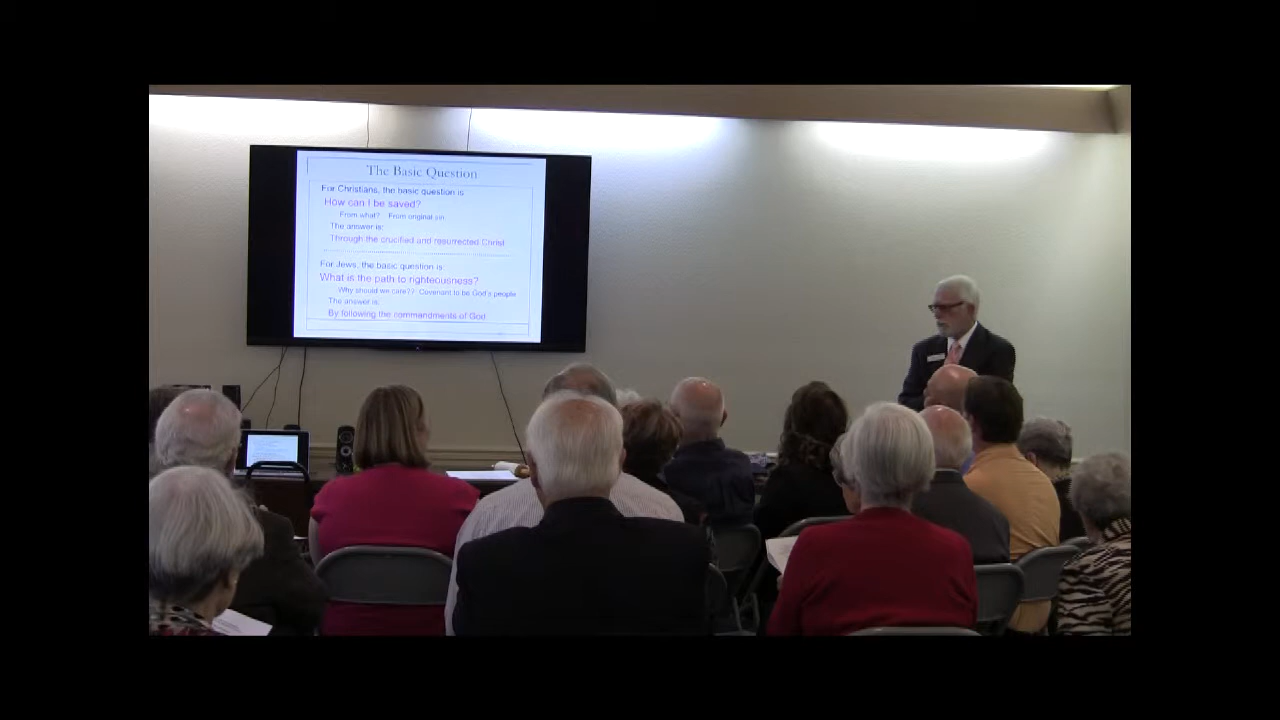 The Basic Question
For Christians, the basic question is
How can I be saved?
From what? From original sin.
The answer is:
Through the crucified and resurrected Christ
For Jews, the basic question is:
What is the path to righteousness?
Why should we care?? Covenant to be God's people
The answer is:
By following the commandments of God